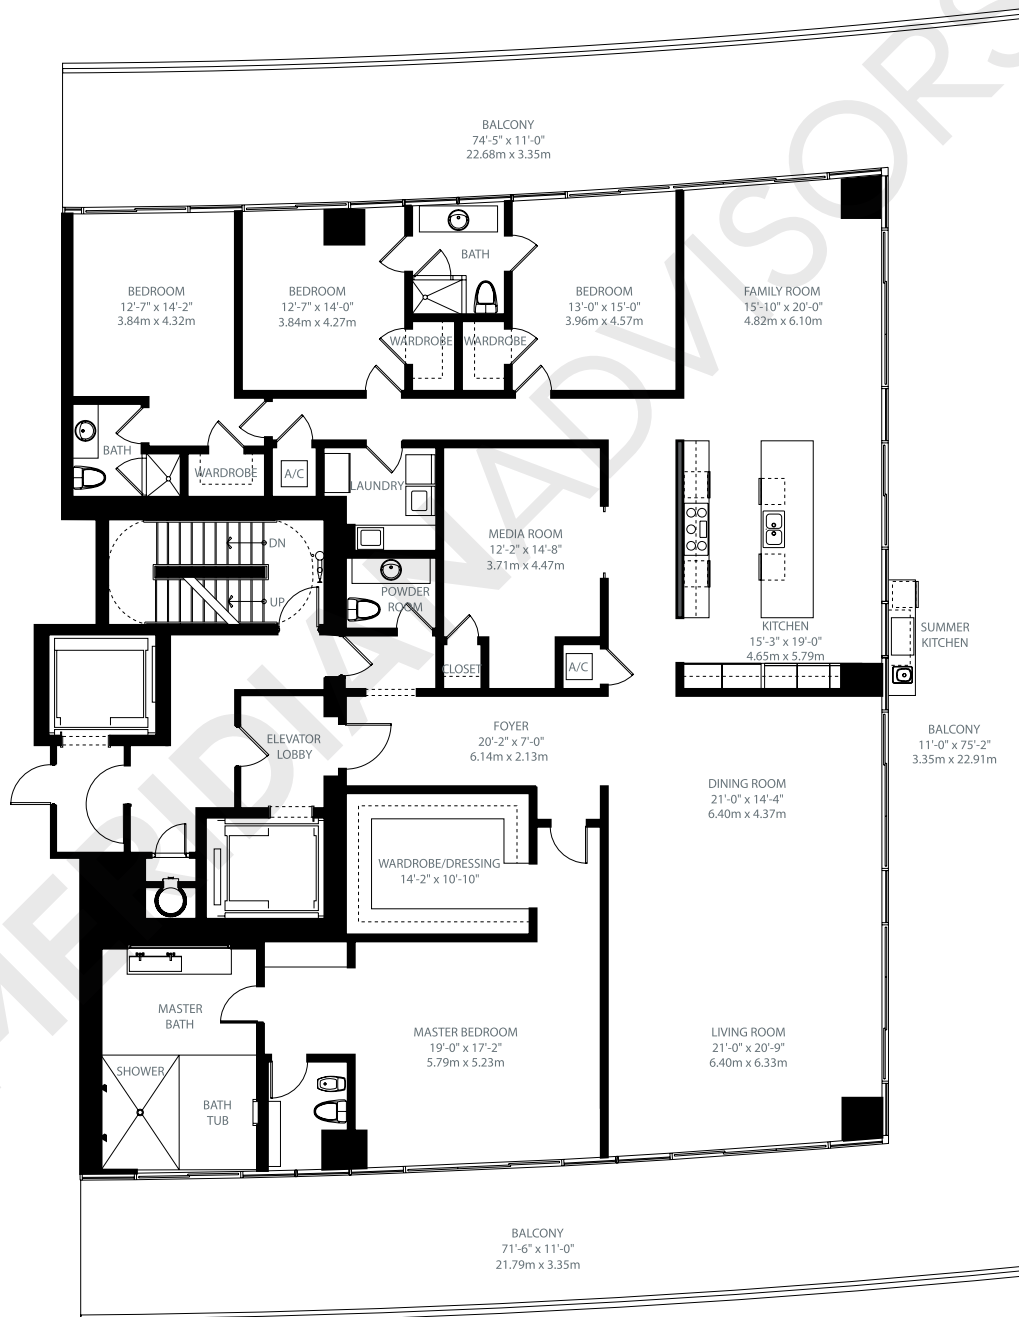 BALCONY
74'-5" x 11'-0"
22.68m x 3.35m
BATH
BEDROOM
12'-7" x 14'-2"
3.84m x 4.32m
BEDROOM
12'-7" x 14'-0"
3.84m x 4.27m
BEDROOM
13'-0" x 15'-0"
3.96m x 4.57m
FAMILY ROOM
15'-10" x 20'-0"
4.82m x 6.10m
WARDROBE
WARDROBE
BATH
WARDROBE
A/C
LAUNDRY
MEDIA ROOM
12'-2" x 14'-8"
3.71m x 4.47m
DN
UP
POWDER
ROOM
KITCHEN
15'-3" x 19'-0"
4.65m x 5.79m
SUMMER
KITCHEN
CLOSET
A/C
ELEVATOR
LOBBY
FOYER
20'-2" x 7'-0"
6.14m x 2.13m
BALCONY
11'-0" x 75'-2"
3.35m x 22.91m
DINING ROOM
21'-0" x 14'-4"
6.40m x 4.37m
WARDROBE/DRESSING
14'-2" x 10'-10"
MASTER
BATH
MASTER BEDROOM
19'-0" x 17'-2"
5.79m x 5.23m
LIVING ROOM
21'-0" x 20'-9"
6.40m x 6.33m
SHOWER
BATH
TUB
BALCONY
71'-6" x 11'-0"
21.79m x 3.35m
MERIDIANADVISORS